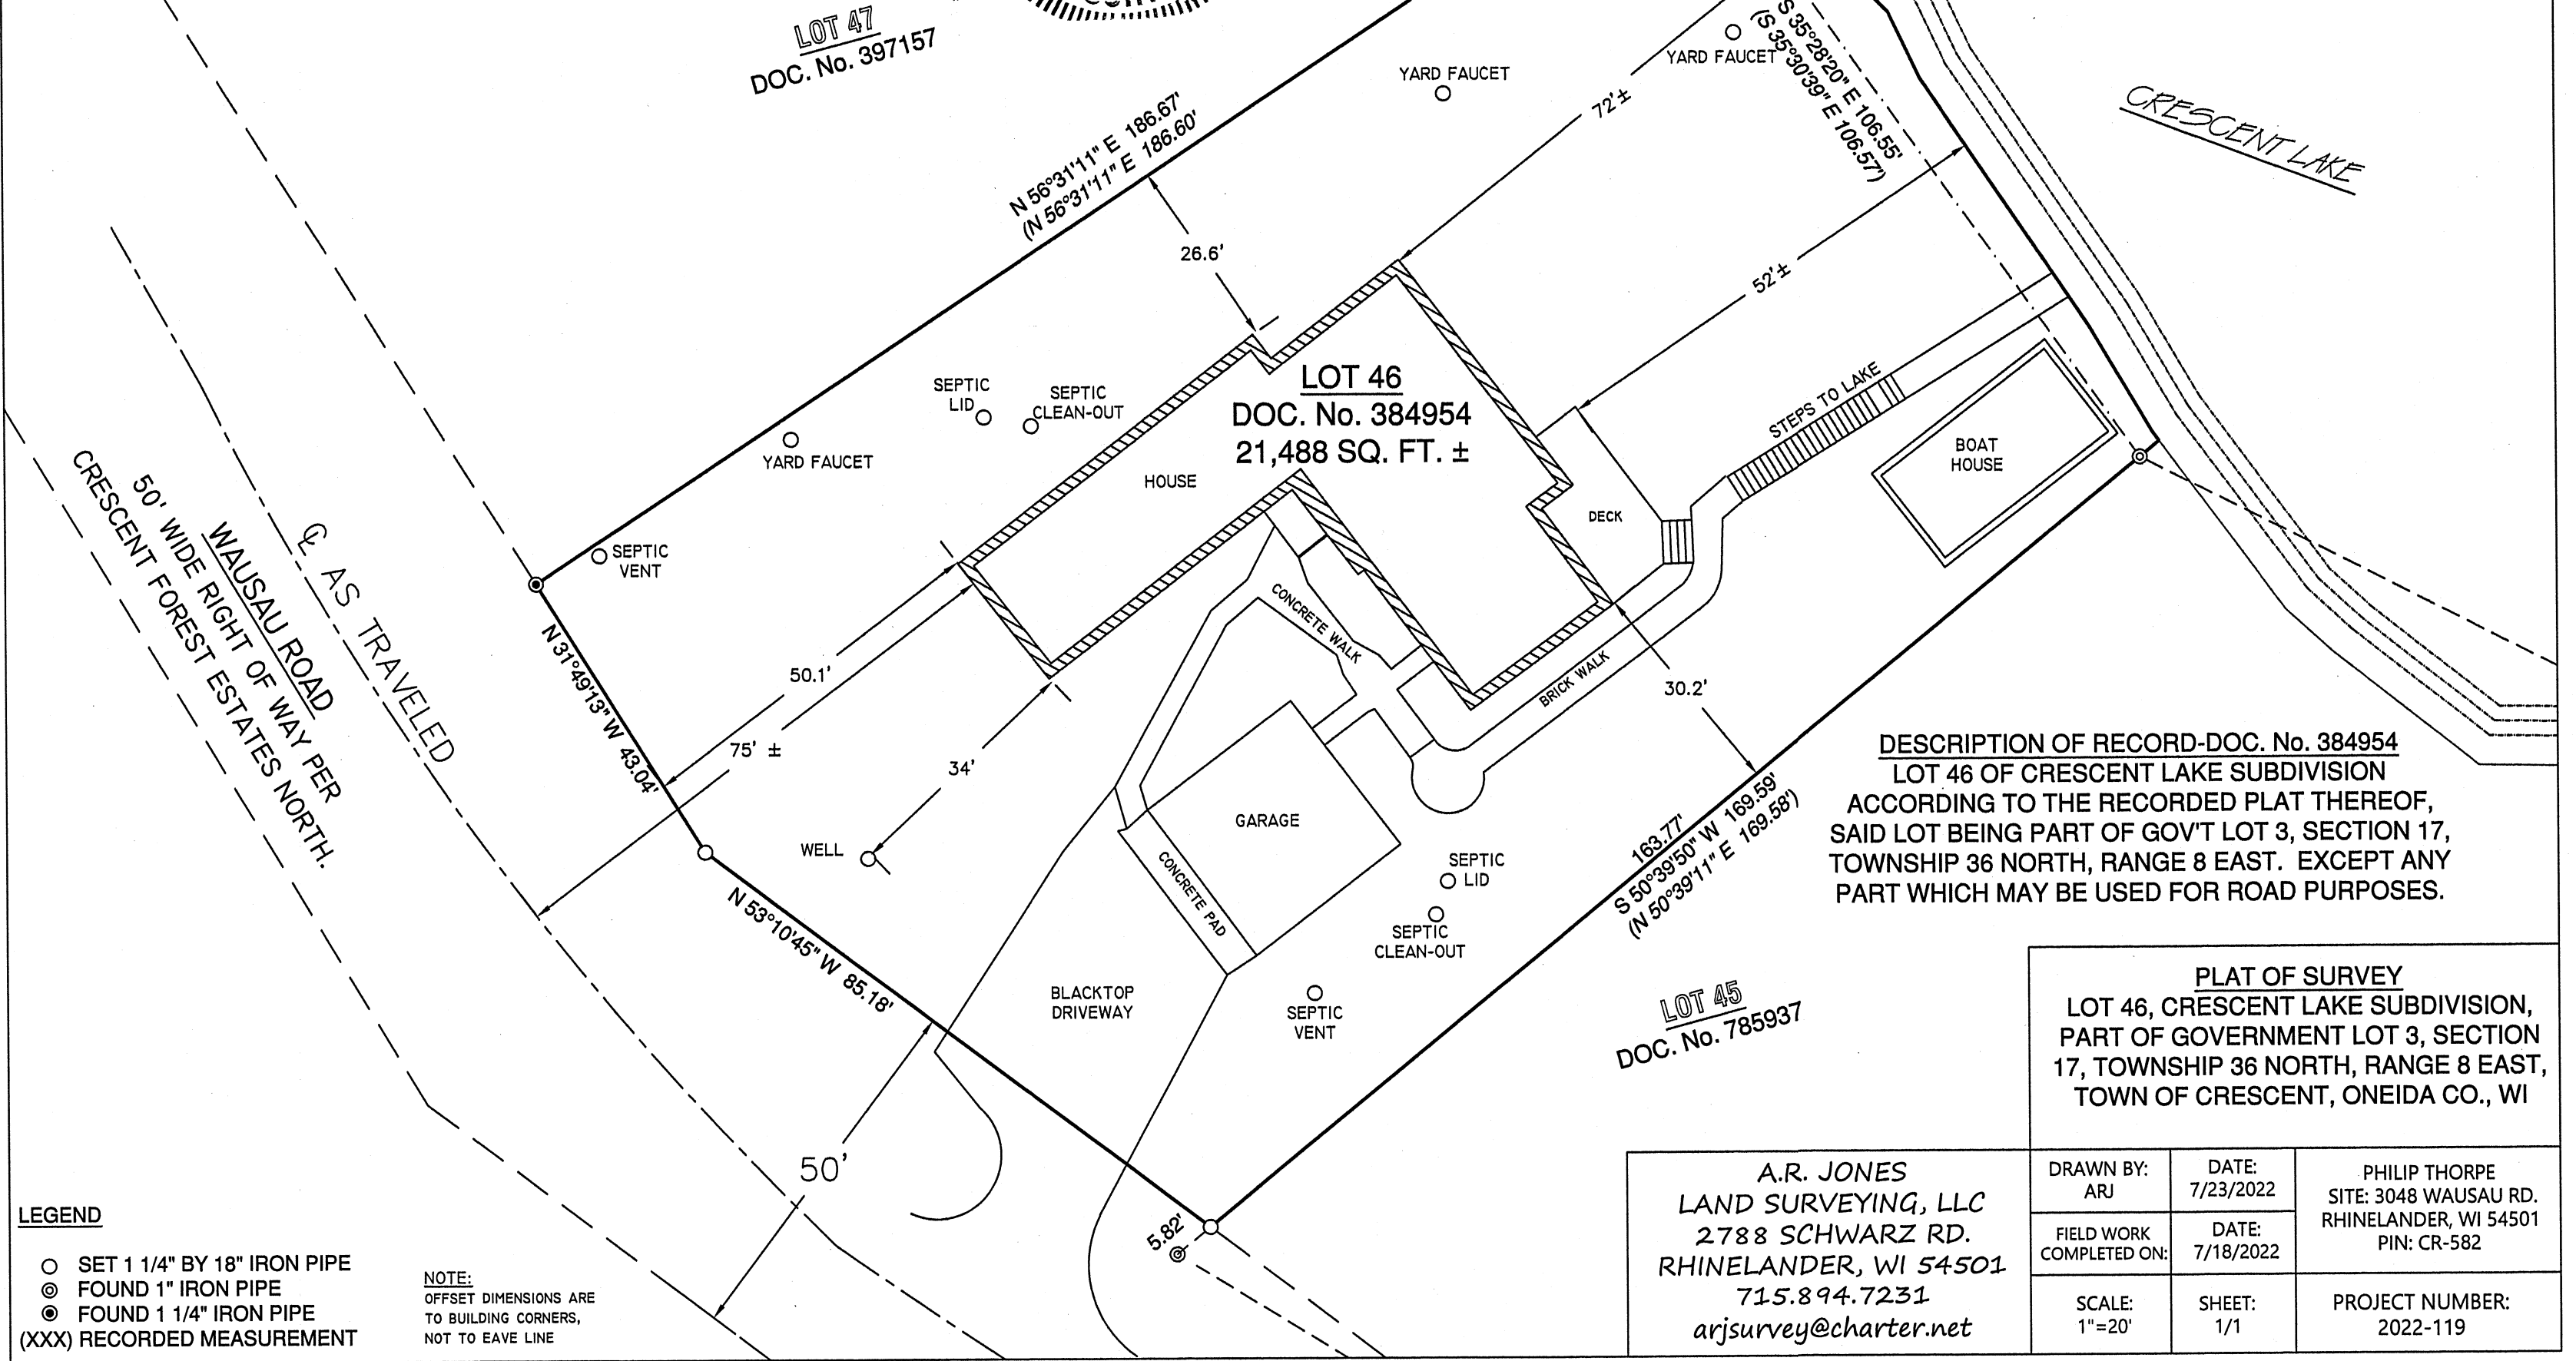 LOT 47
DOC. No. 397157
N 56°31'11" E 186.67'
(N 56°31'11" E 186.60')
26.6'
YARD FAUCET
YARD FAUCET
72'±
S 35°28'20" E 106.55'
(S 35°30'39" E 106.57')
CRESCENT LAKE
52'±
SEPTIC
LID
SEPTIC
CLEAN-OUT
YARD FAUCET
SEPTIC
VENT
LOT 46
DOC. No. 384954
21,488 SQ. FT. ±
HOUSE
DECK
STEPS TO LAKE
BOAT
HOUSE
℄ AS TRAVELED
WAUSAU ROAD
50' WIDE RIGHT OF WAY PER
CRESCENT FOREST ESTATES NORTH.
N 31°49'13" W 43.04'
50.1'
75' ±
34'
WELL
CONCRETE WALK
BRICK WALK
30.2'
GARAGE
CONCRETE PAD
N 53°10'45" W 85.18'
BLACKTOP
DRIVEWAY
SEPTIC
LID
SEPTIC
CLEAN-OUT
SEPTIC
VENT
163.77'
S 50°39'50" W 169.59'
(N 50°39'11" E 169.58')
LOT 45
DOC. No. 785937
50'
5.82'
DESCRIPTION OF RECORD-DOC. No. 384954
LOT 46 OF CRESCENT LAKE SUBDIVISION
ACCORDING TO THE RECORDED PLAT THEREOF,
SAID LOT BEING PART OF GOV'T LOT 3, SECTION 17,
TOWNSHIP 36 NORTH, RANGE 8 EAST. EXCEPT ANY
PART WHICH MAY BE USED FOR ROAD PURPOSES.
PLAT OF SURVEY
LOT 46, CRESCENT LAKE SUBDIVISION,
PART OF GOVERNMENT LOT 3, SECTION
17, TOWNSHIP 36 NORTH, RANGE 8 EAST,
TOWN OF CRESCENT, ONEIDA CO., WI
A.R. JONES
LAND SURVEYING, LLC
2788 SCHWARZ RD.
RHINELANDER, WI 54501
715.894.7231
arjsurvey@charter.net
DRAWN BY:
ARJ
DATE:
7/23/2022
FIELD WORK
COMPLETED ON:
DATE:
7/18/2022
SCALE:
1"=20'
SHEET:
1/1
PHILIP THORPE
SITE: 3048 WAUSAU RD.
RHINELANDER, WI 54501
PIN: CR-582
PROJECT NUMBER:
2022-119
LEGEND
SET 1 1/4" BY 18" IRON PIPE
FOUND 1" IRON PIPE
FOUND 1 1/4" IRON PIPE
(XXX) RECORDED MEASUREMENT
NOTE:
OFFSET DIMENSIONS ARE
TO BUILDING CORNERS,
NOT TO EAVE LINE